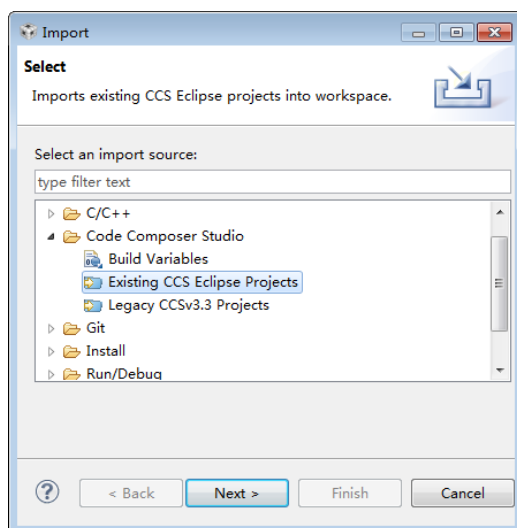 Import
Select
Imports existing CCS Eclipse projects into workspace.
Select an import source:
type filter text
C/C++
Code Composer Studio
Build Variables
Existing CCS Eclipse Projects
Legacy CCSv3.3 Projects
Git
Install
Run/Debug
? < Back Next > Finish Cancel